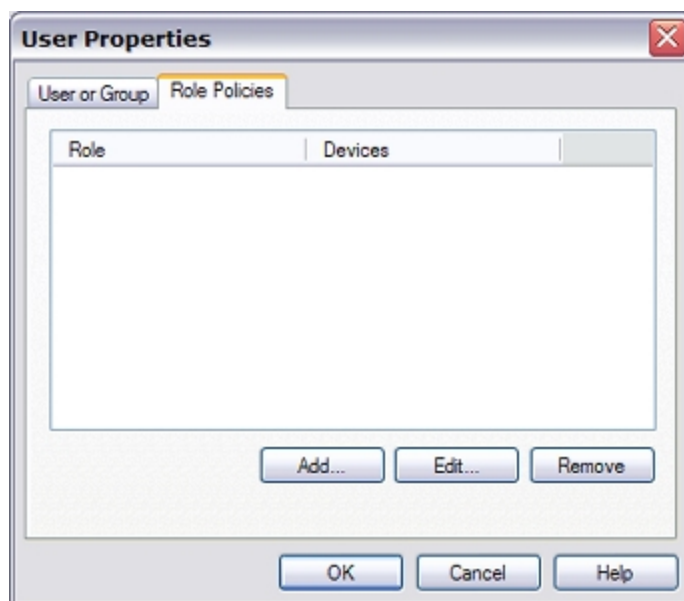 User Properties
User or Group Role Policies
Role Devices
Add... Edit... Remove
OK Cancel Help